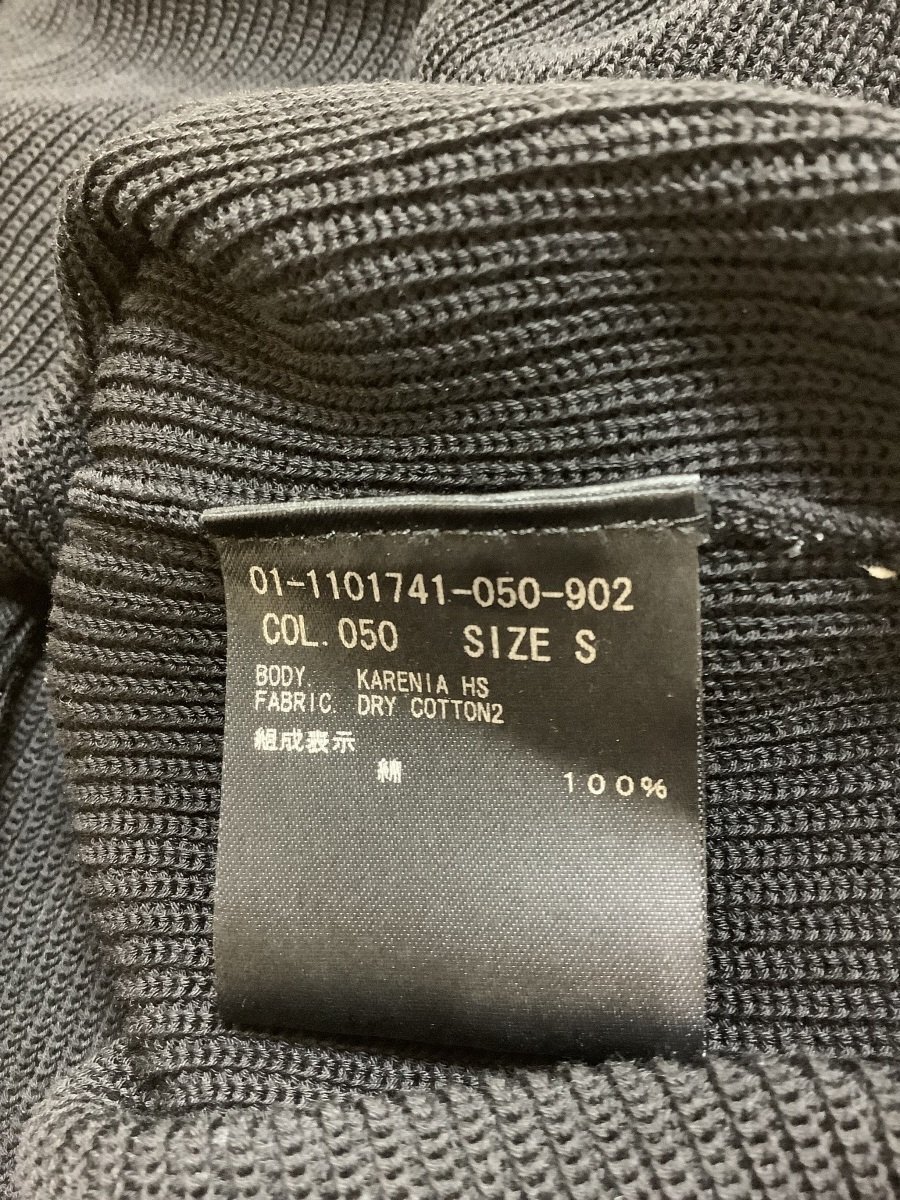 01-1101741-050-902
COL. 050 SIZE S
BODY. KARENIA HS
FABRIC. DRY COTTON2
組成表示
綿 100%